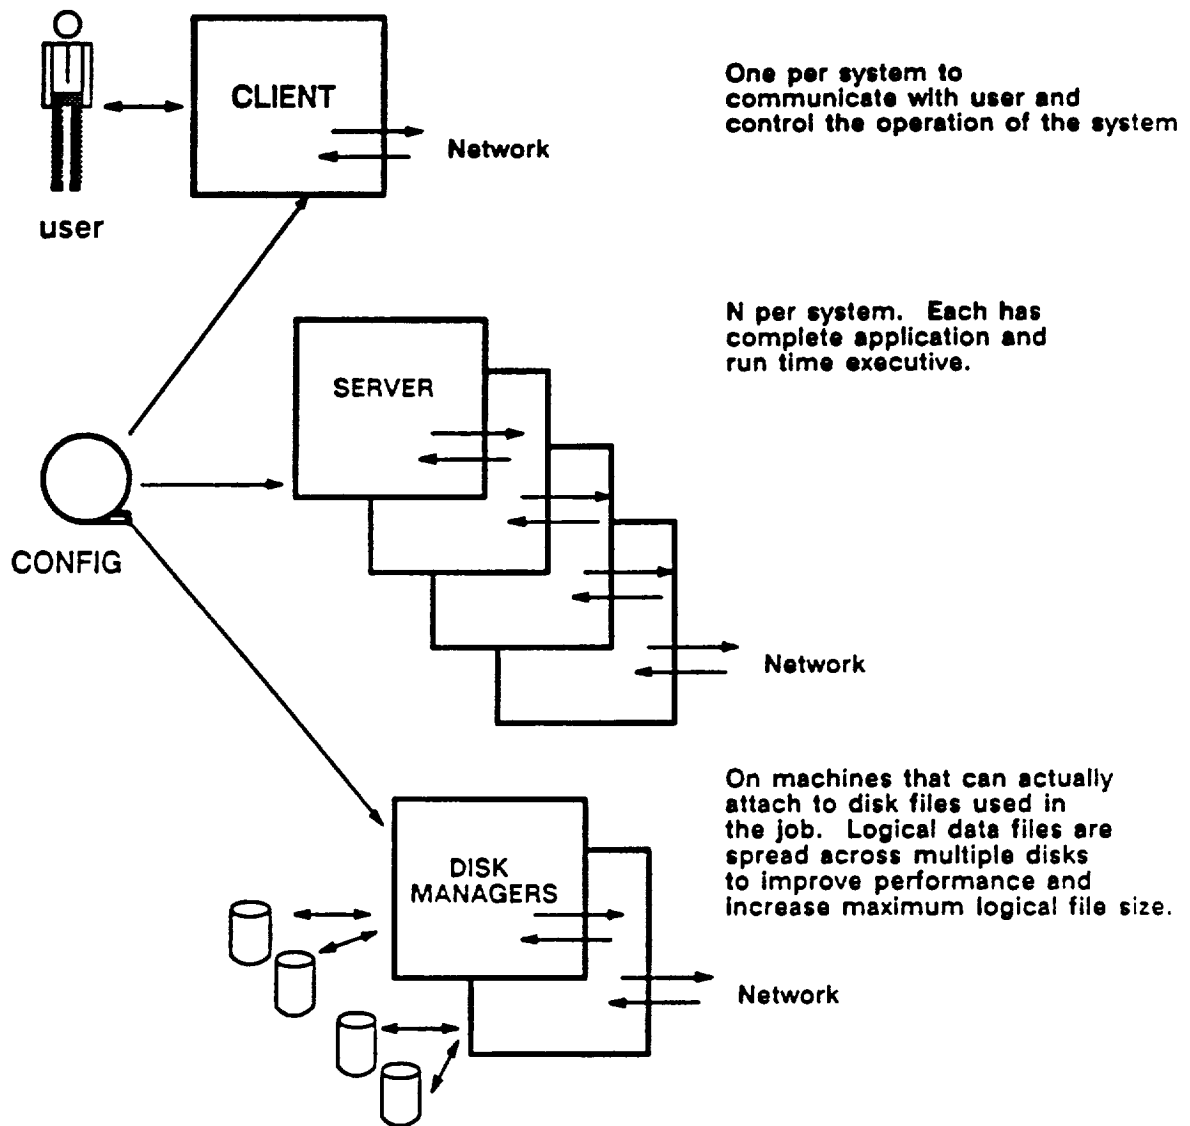 CLIENT
Network
user
One per system to
communicate with user and
control the operation of the system
SERVER
Network
N per system. Each has
complete application and
run time executive.
CONFIG
DISK
MANAGERS
Network
On machines that can actually
attach to disk files used in
the job. Logical data files are
spread across multiple disks
to improve performance and
increase maximum logical file size.